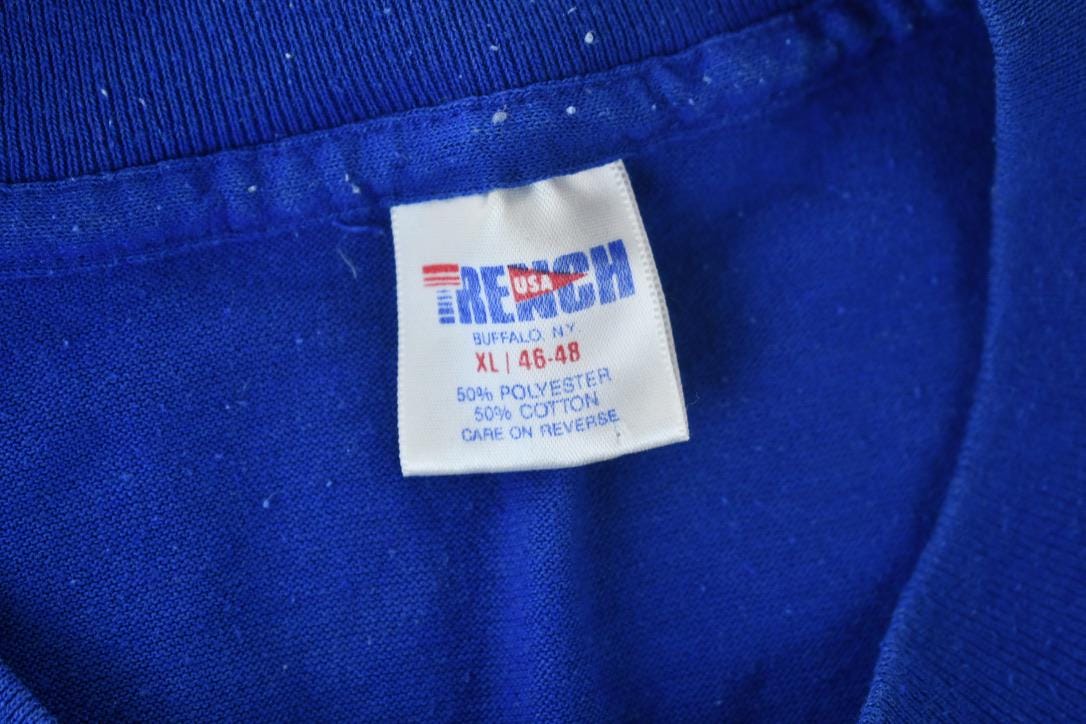 TRENCH
USA
BUFFALO, NY
XL | 46-48
50% POLYESTER
50% COTTON
CARE ON REVERSE